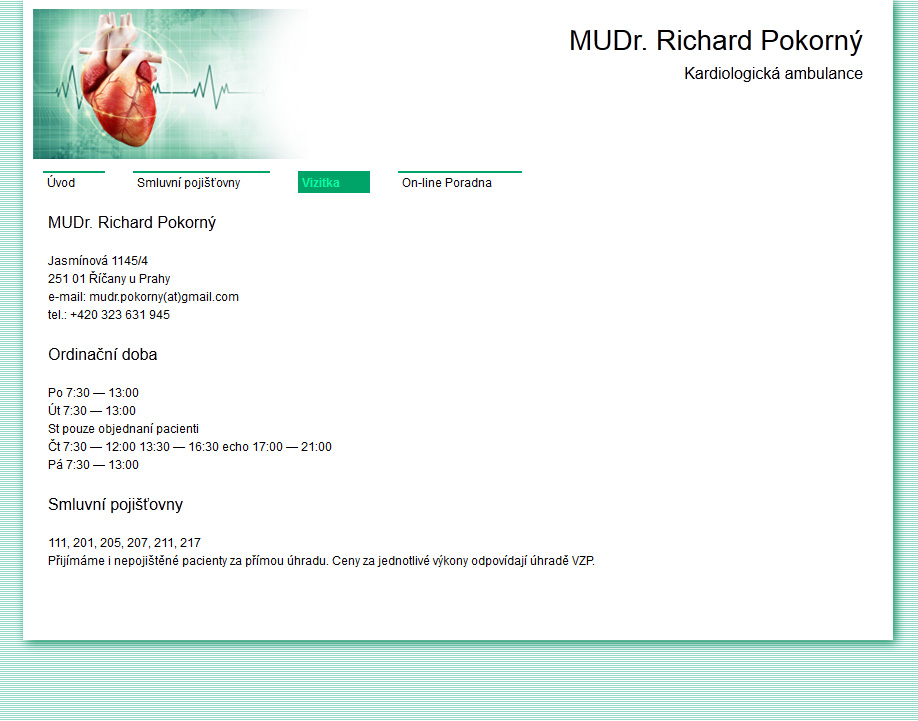 MUDr. Richard Pokorný
Kardiologická ambulance
Úvod
Smluvní pojišťovny
Vizitka
On-line Poradna
MUDr. Richard Pokorný
Jasmínová 1145/4
251 01 Říčany u Prahy
e-mail: mudr.pokorny(at)gmail.com
tel.: +420 323 631 945
Ordinační doba
Po 7:30 — 13:00
Út 7:30 — 13:00
St pouze objednaní pacienti
Čt 7:30 — 12:00 13:30 — 16:30 echo 17:00 — 21:00
Pá 7:30 — 13:00
Smluvní pojišťovny
111, 201, 205, 207, 211, 217
Přijímáme i nepojištěné pacienty za přímou úhradu. Ceny za jednotlivé výkony odpovídají úhradě VZP.